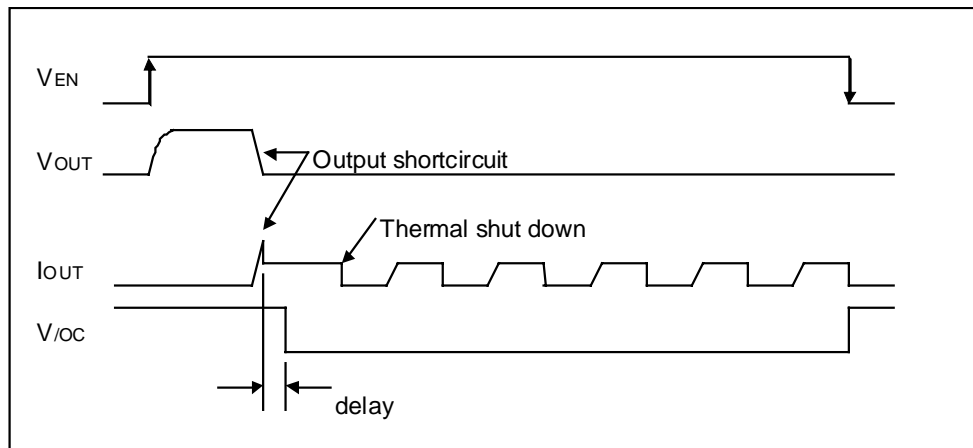 VEN
VOUT
Output shortcircuit
Thermal shut down
IOUT
V/OC
delay